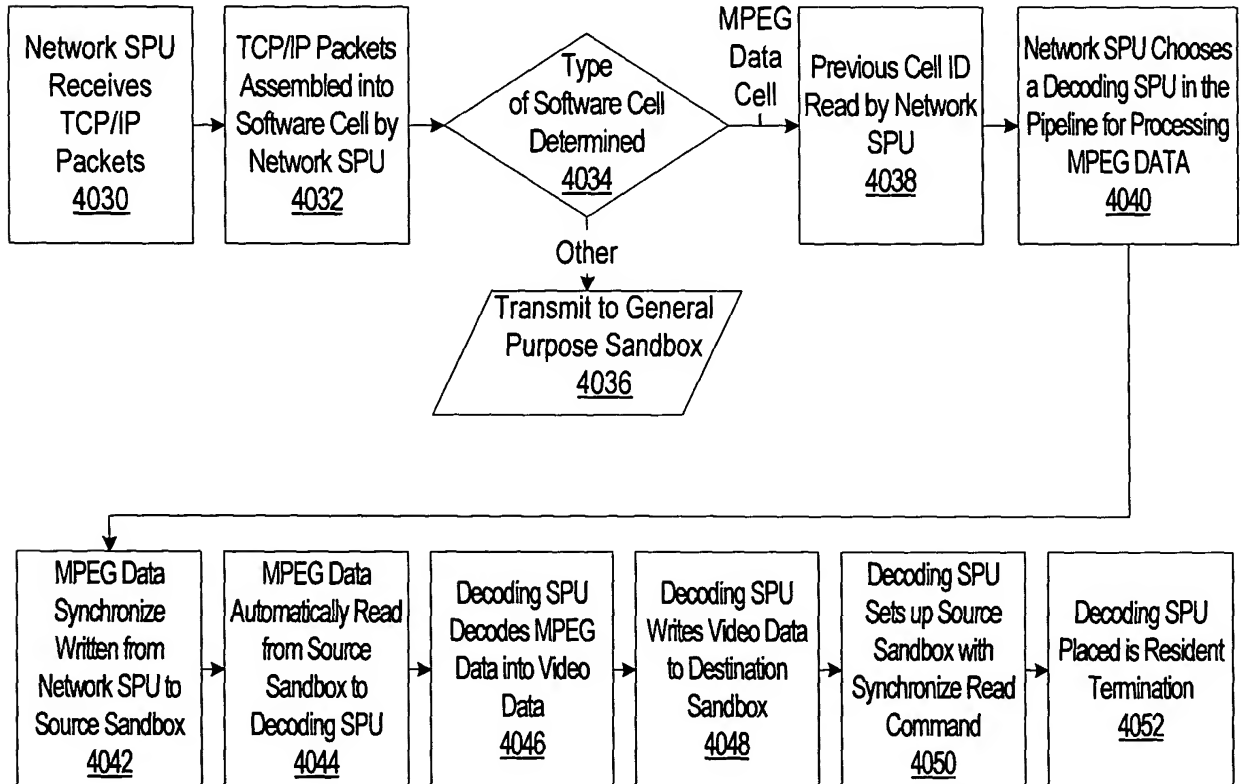 Network SPU
Receives
TCP/IP
Packets
4030
TCP/IP Packets
Assembled into
Software Cell by
Network SPU
4032
Type
of Software Cell
Determined
4034
MPEG
Data
Cell
Previous Cell ID
Read by Network
SPU
4038
Network SPU Chooses
a Decoding SPU in the
Pipeline for Processing
MPEG DATA
4040
Other
Transmit to General
Purpose Sandbox
4036
MPEG Data
Synchronize
Written from
Network SPU to
Source Sandbox
4042
MPEG Data
Automatically Read
from Source
Sandbox to
Decoding SPU
4044
Decoding SPU
Decodes MPEG
Data into Video
Data
4046
Decoding SPU
Writes Video Data
to Destination
Sandbox
4048
Decoding SPU
Sets up Source
Sandbox with
Synchronize Read
Command
4050
Decoding SPU
Placed is Resident
Termination
4052